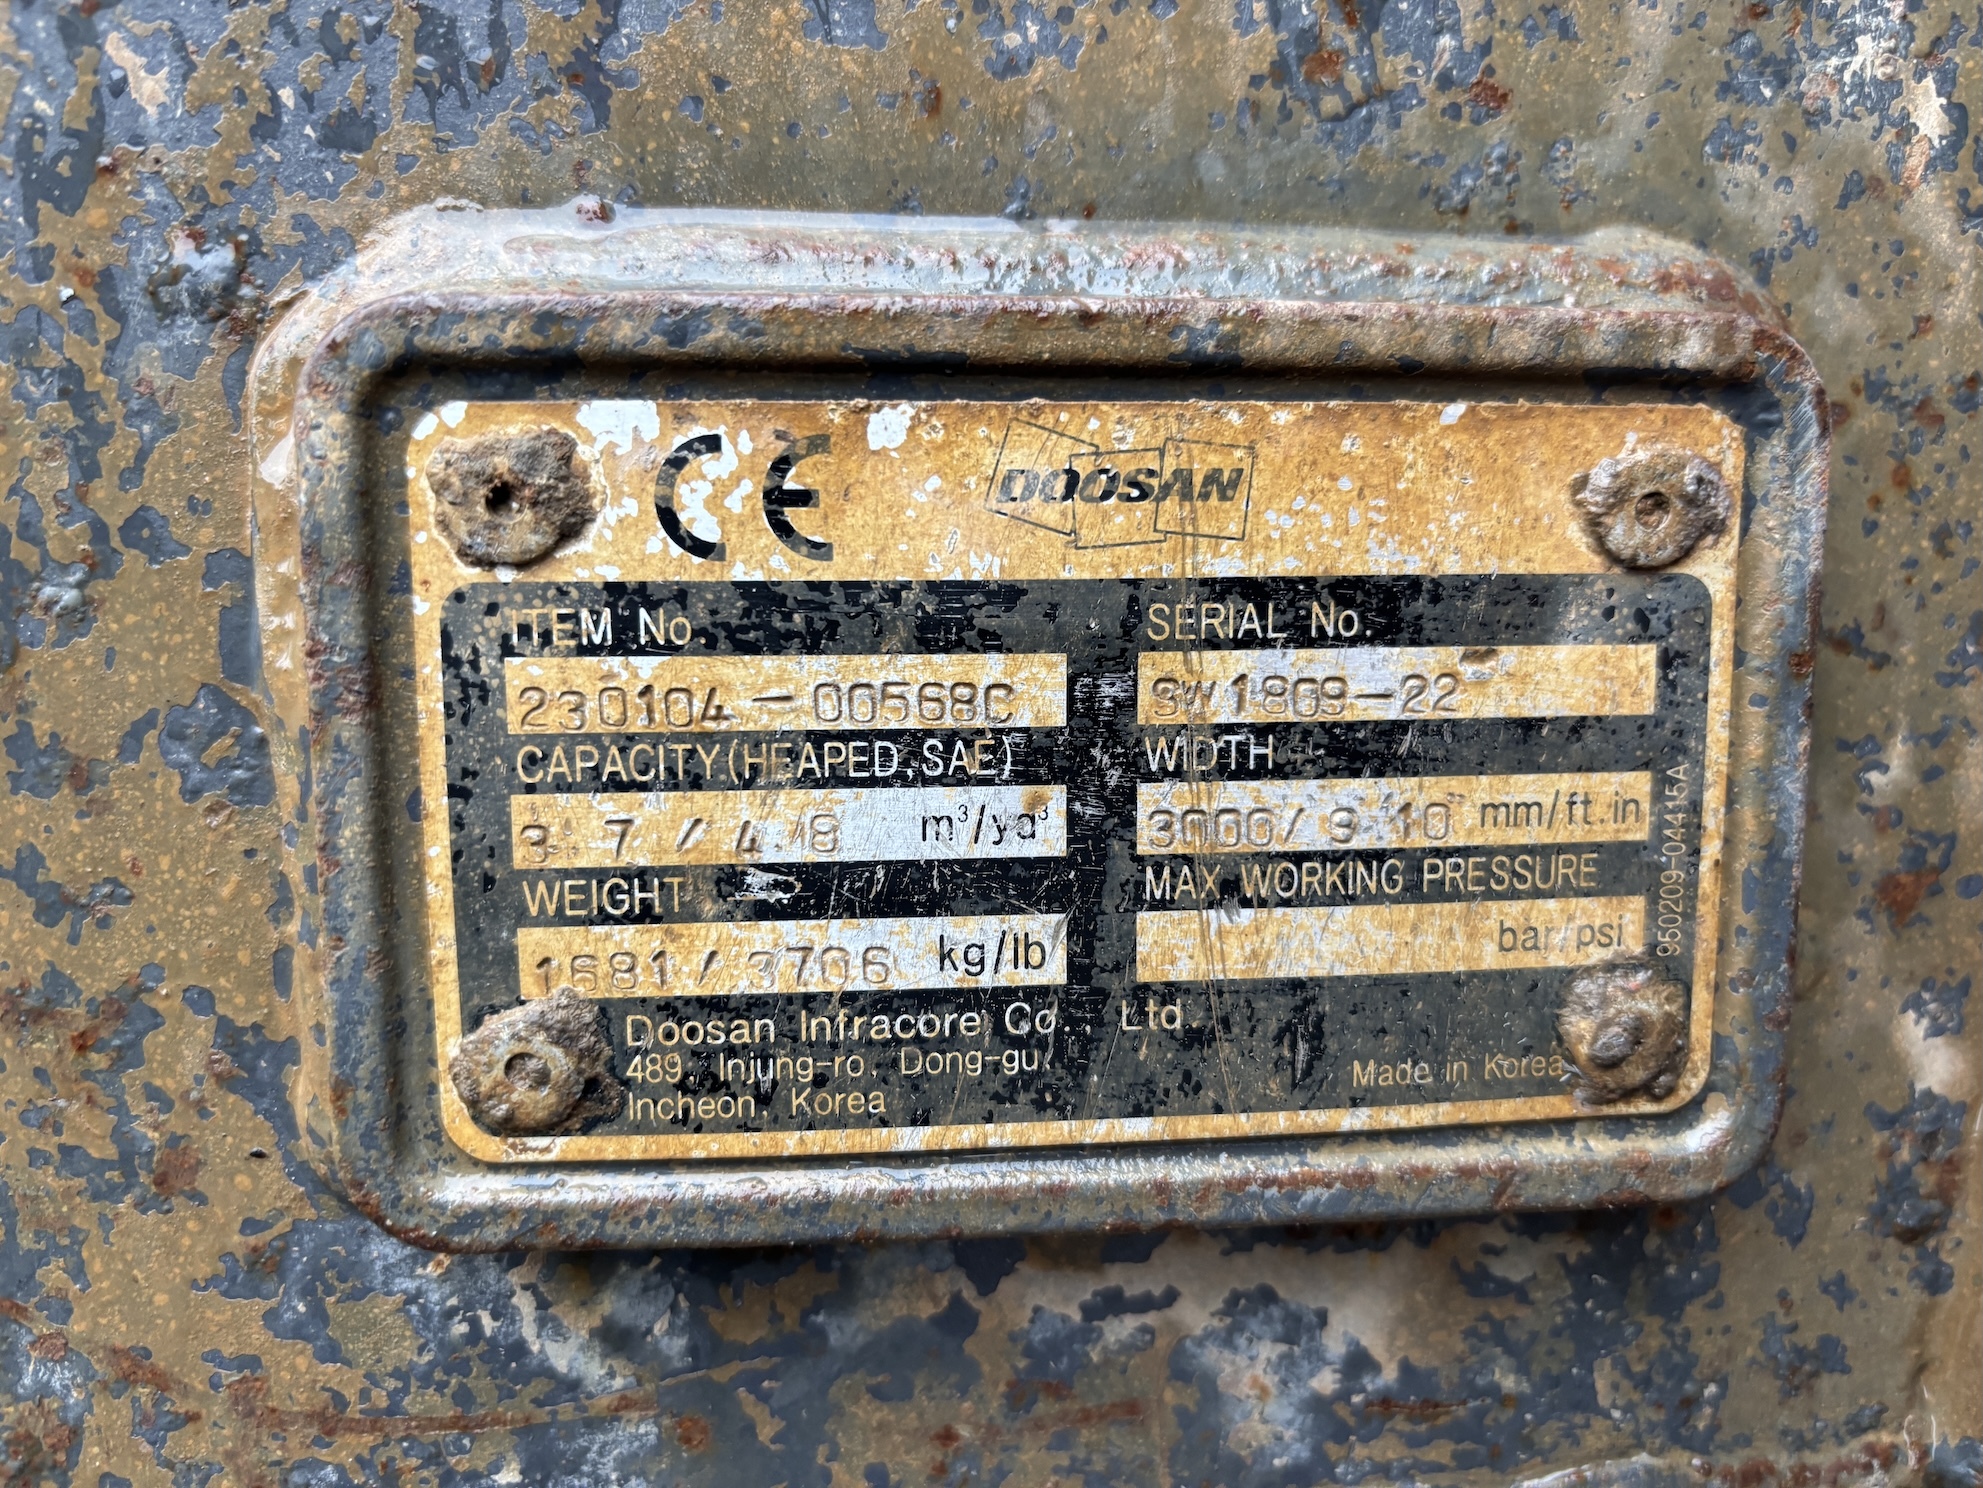 CE DOOSAN
ITEM No. SERIAL No.
230104-00568C SW1809-22
CAPACITY(HEAPED,SAE) WIDTH
3.7 / 4.8 m³/yd³ 3000/ 9'10" mm/ft.in
WEIGHT MAX WORKING PRESSURE
1681/3706 kg/lb bar/psi
Doosan Infracore Co., Ltd.
489, Injung-ro, Dong-gu,
Incheon, Korea Made in Korea
950209-04415A